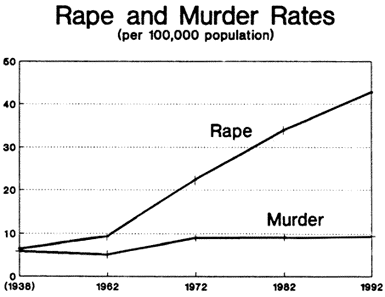 Rape and Murder Rates
(per 100,000 population)
50
40
Rape
30
20
Murder
10
0
(1938) 1962 1972 1982 1992